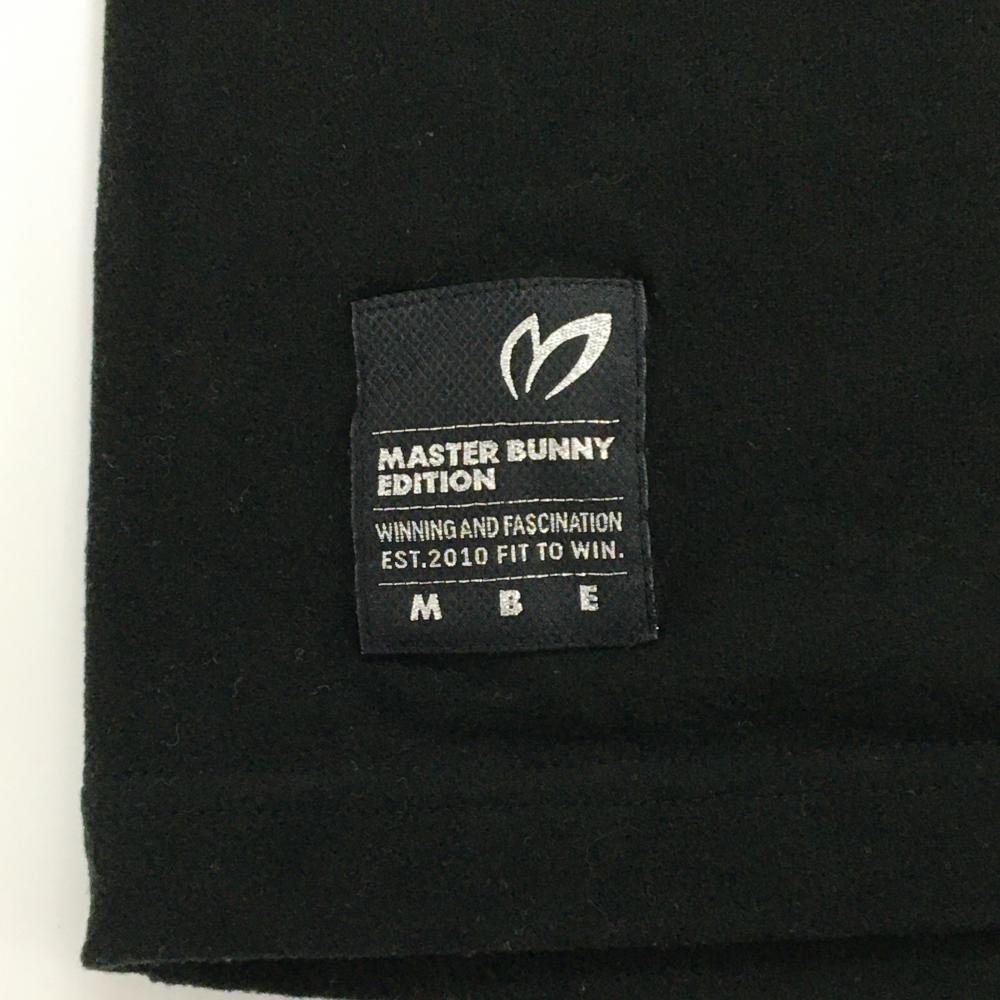 MASTER BUNNY
EDITION
WINNING AND FASCINATION
EST.2010 FIT TO WIN.
M B E